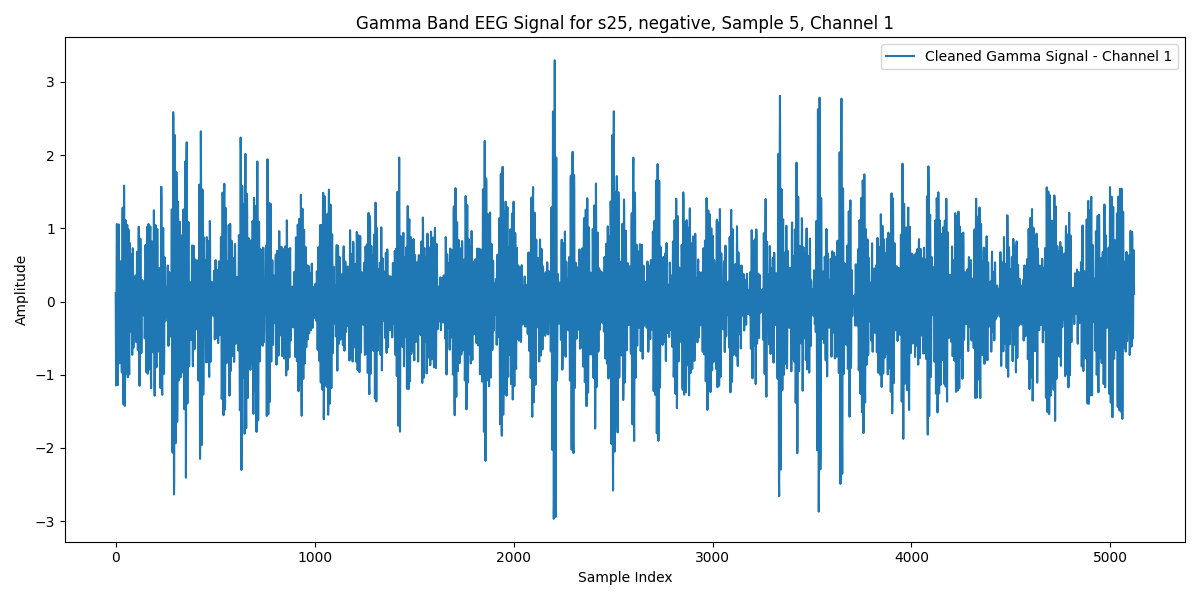 Gamma Band EEG Signal for s25, negative, Sample 5, Channel 1
Cleaned Gamma Signal - Channel 1
Amplitude
3
2
1
0
−1
−2
−3
0 1000 2000 3000 4000 5000
Sample Index